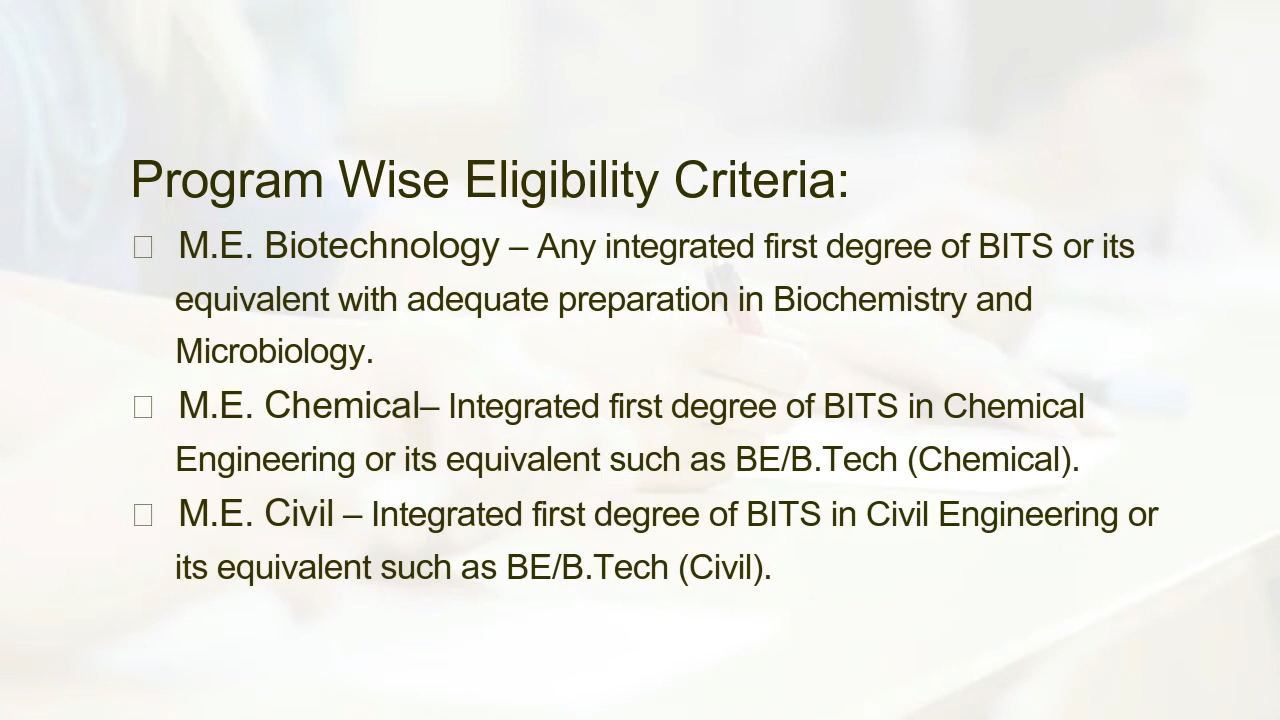 Program Wise Eligibility Criteria:
□ M.E. Biotechnology – Any integrated first degree of BITS or its
equivalent with adequate preparation in Biochemistry and
Microbiology.
□ M.E. Chemical– Integrated first degree of BITS in Chemical
Engineering or its equivalent such as BE/B.Tech (Chemical).
□ M.E. Civil – Integrated first degree of BITS in Civil Engineering or
its equivalent such as BE/B.Tech (Civil).